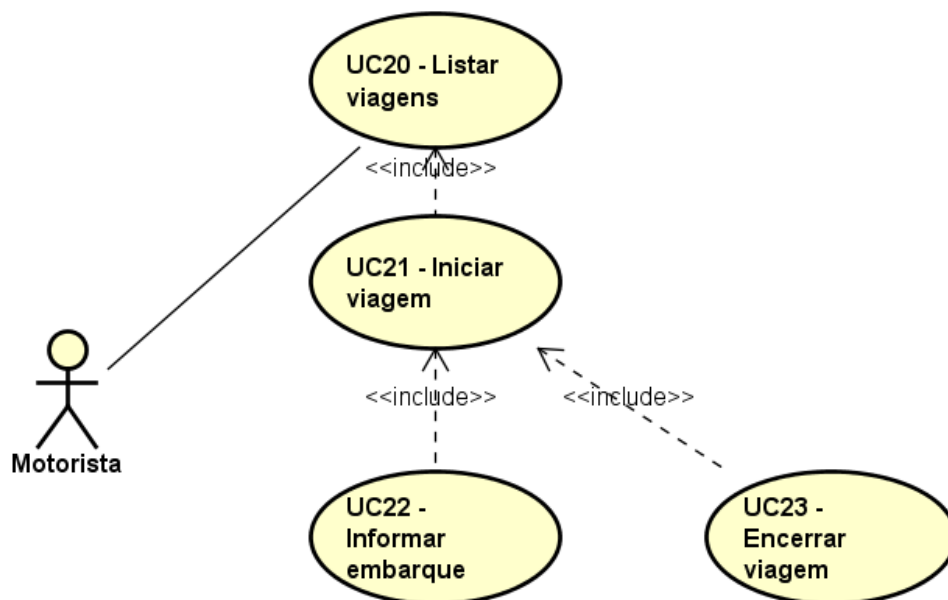 UC20 - Listar
viagens
<<include>>
UC21 - Iniciar
viagem
<<include>>
<<include>>
Motorista
UC22 -
Informar
embarque
UC23 -
Encerrar
viagem